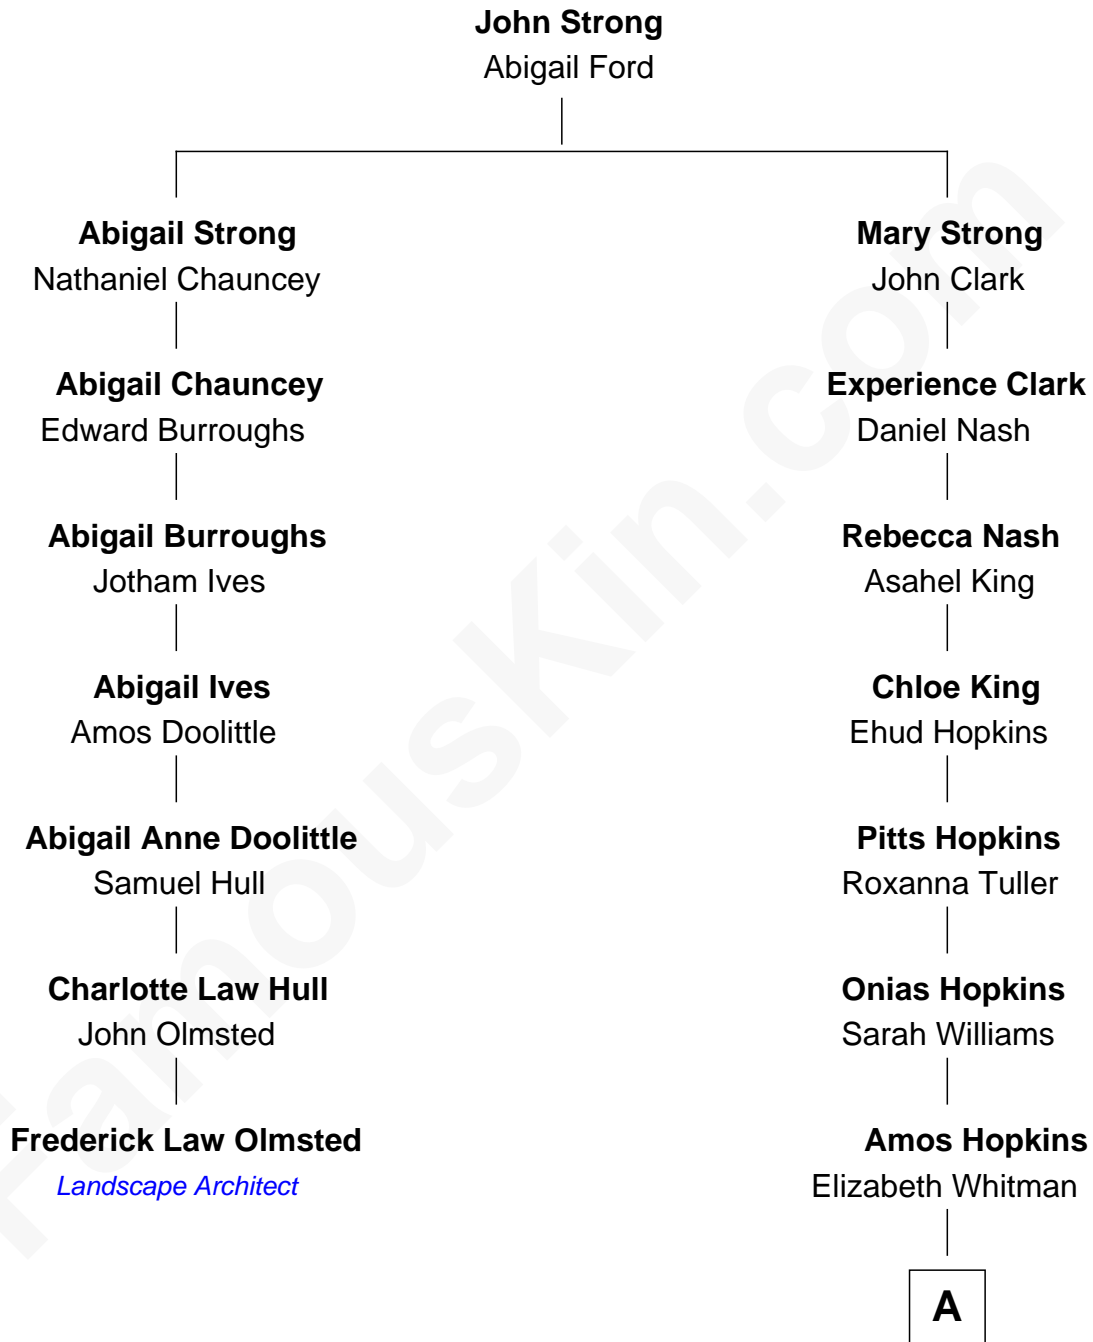 John Strong
Abigail Ford
Abigail Strong
Nathaniel Chauncey
Mary Strong
John Clark
Abigail Chauncey
Edward Burroughs
Experience Clark
Daniel Nash
Abigail Burroughs
Jotham Ives
Rebecca Nash
Asahel King
Abigail Ives
Amos Doolittle
Chloe King
Ehud Hopkins
Abigail Anne Doolittle
Samuel Hull
Pitts Hopkins
Roxanna Tuller
Charlotte Law Hull
John Olmsted
Onias Hopkins
Sarah Williams
Frederick Law Olmsted
Landscape Architect
Amos Hopkins
Elizabeth Whitman
A
FamousKin.com